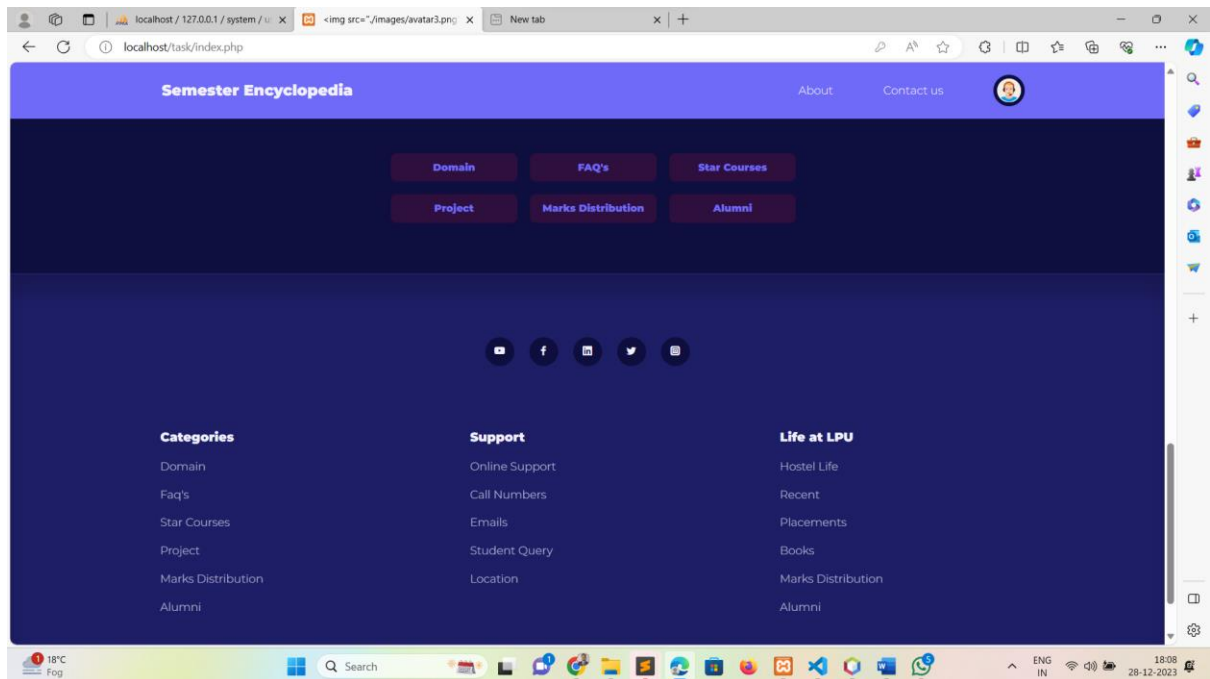 localhost / 127.0.0.1 / system / u
<img src="./images/avatar3.png
New tab
localhost/task/index.php
Semester Encyclopedia
About
Contact us
Domain
FAQ's
Star Courses
Project
Marks Distribution
Alumni
Categories
Domain
Faq's
Star Courses
Project
Marks Distribution
Alumni
Support
Online Support
Call Numbers
Emails
Student Query
Location
Life at LPU
Hostel Life
Recent
Placements
Books
Marks Distribution
Alumni
1
18°C
Fog
Search
5
ENG
IN
18:08
28-12-2023